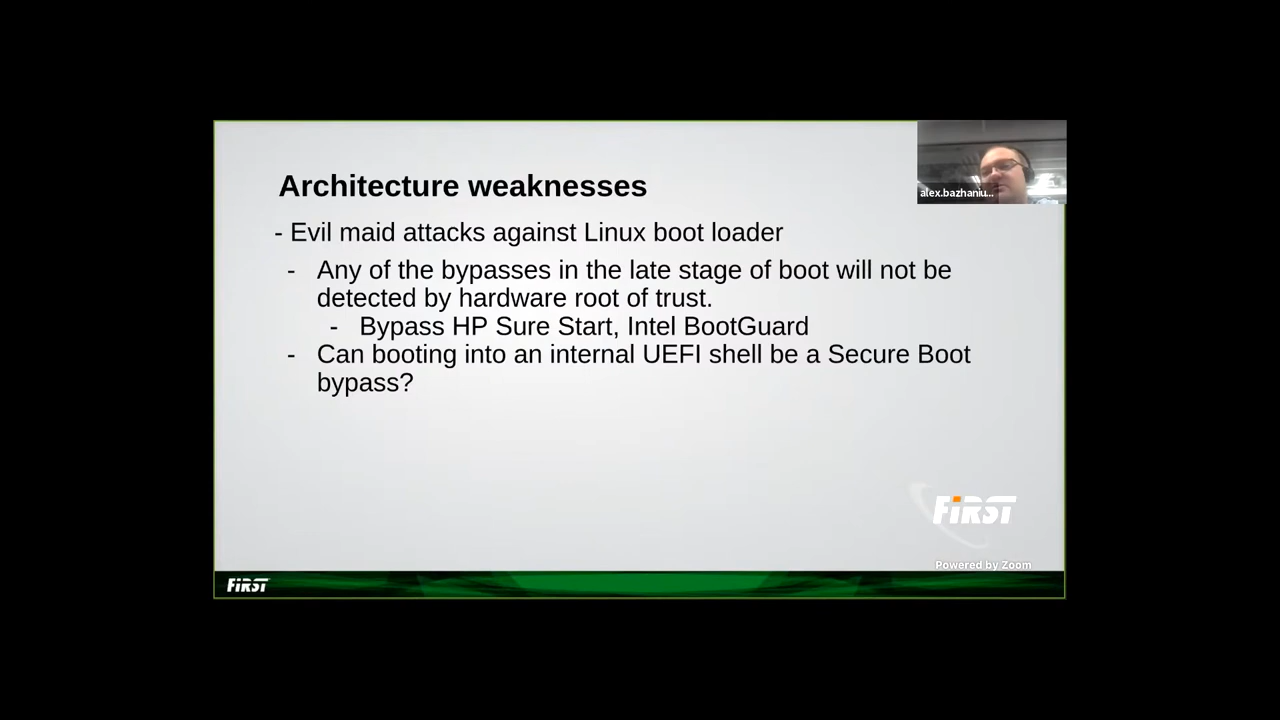 Architecture weaknesses
alex.bazhaniu...
- Evil maid attacks against Linux boot loader
- Any of the bypasses in the late stage of boot will not be
detected by hardware root of trust.
- Bypass HP Sure Start, Intel BootGuard
- Can booting into an internal UEFI shell be a Secure Boot
bypass?
FiRST
Powered by Zoom
FiRST